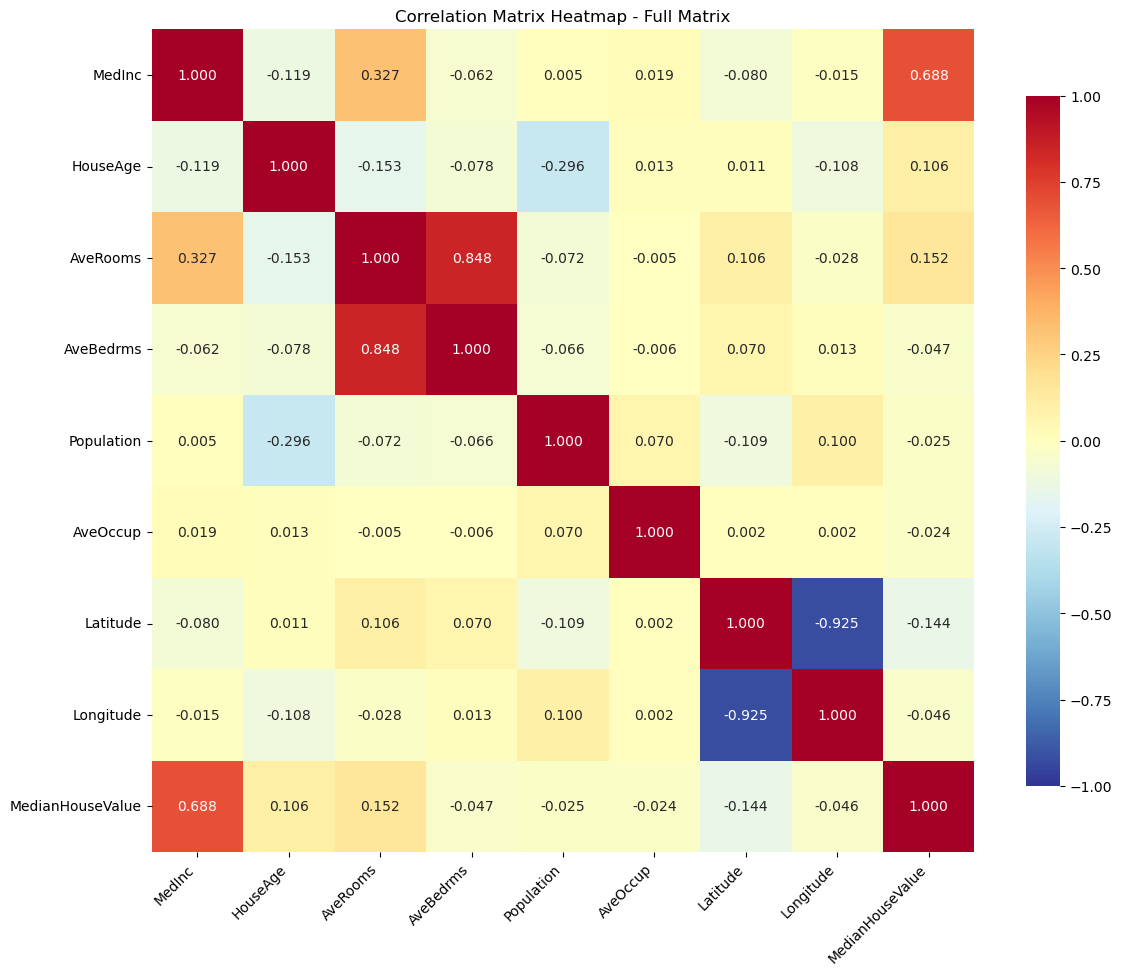 Correlation Matrix Heatmap - Full Matrix
MedInc 1.000 -0.119 0.327 -0.062 0.005 0.019 -0.080 -0.015 0.688
HouseAge -0.119 1.000 -0.153 -0.078 -0.296 0.013 0.011 -0.108 0.106
AveRooms 0.327 -0.153 1.000 0.848 -0.072 -0.005 0.106 -0.028 0.152
AveBedrms -0.062 -0.078 0.848 1.000 -0.066 -0.006 0.070 0.013 -0.047
Population 0.005 -0.296 -0.072 -0.066 1.000 0.070 -0.109 0.100 -0.025
AveOccup 0.019 0.013 -0.005 -0.006 0.070 1.000 0.002 0.002 -0.024
Latitude -0.080 0.011 0.106 0.070 -0.109 0.002 1.000 -0.925 -0.144
Longitude -0.015 -0.108 -0.028 0.013 0.100 0.002 -0.925 1.000 -0.046
MedianHouseValue 0.688 0.106 0.152 -0.047 -0.025 -0.024 -0.144 -0.046 1.000
MedInc HouseAge AveRooms AveBedrms Population AveOccup Latitude Longitude MedianHouseValue
1.00
0.75
0.50
0.25
0.00
−0.25
−0.50
−0.75
−1.00